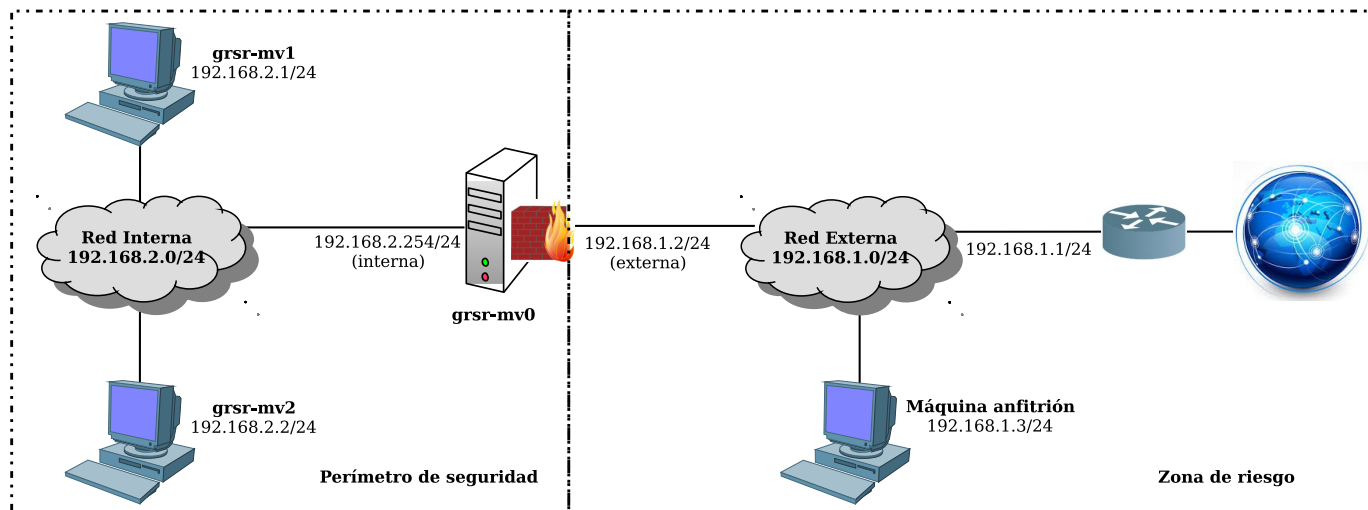 grsr-mv1
192.168.2.1/24
Red Interna
192.168.2.0/24
192.168.2.254/24
(interna)
grsr-mv0
192.168.1.2/24
(externa)
Red Externa
192.168.1.0/24
192.168.1.1/24
grsr-mv2
192.168.2.2/24
Máquina anfitrión
192.168.1.3/24
Perímetro de seguridad
Zona de riesgo